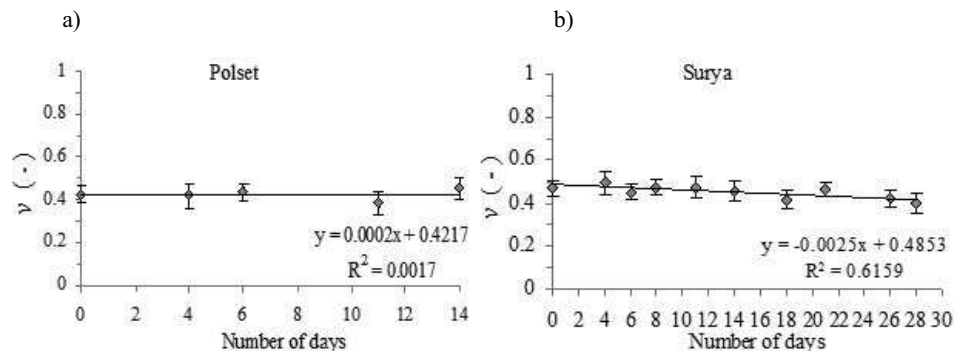 a)
Polset
1
0.8
0.6
0.4
0.2
0
ν ( - )
y = 0.0002x + 0.4217
R² = 0.0017
0 2 4 6 8 10 12 14
Number of days
b)
Surya
1
0.8
0.6
0.4
0.2
0
ν ( - )
y = -0.0025x + 0.4853
R² = 0.6159
0 2 4 6 8 10 12 14 16 18 20 22 24 26 28 30
Number of days